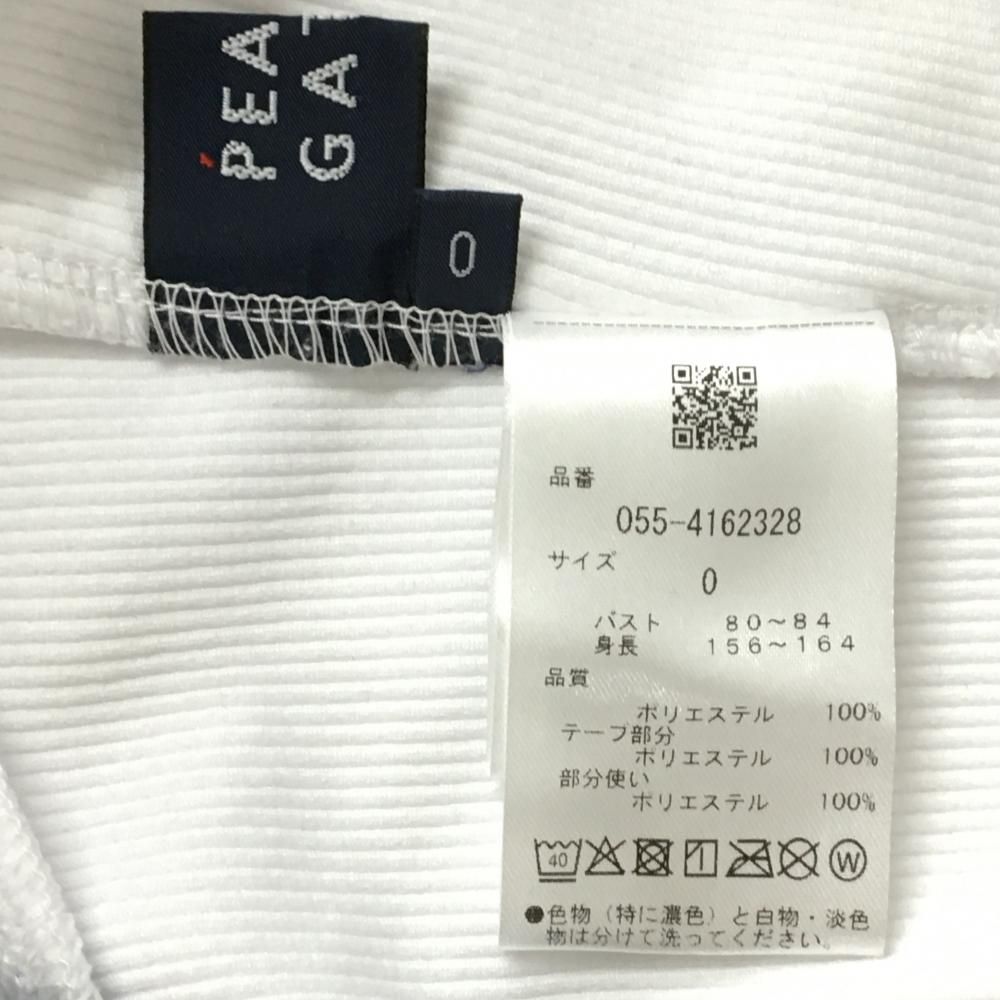 PEA
GA
0
品番
055-4162328
サイズ
0
バスト 80~84
身長 156~164
品質
ポリエステル 100%
テープ部分
ポリエステル 100%
部分使い
ポリエステル 100%
40 W
●色物（特に濃色）と白物・淡色
物は分けて洗ってください。